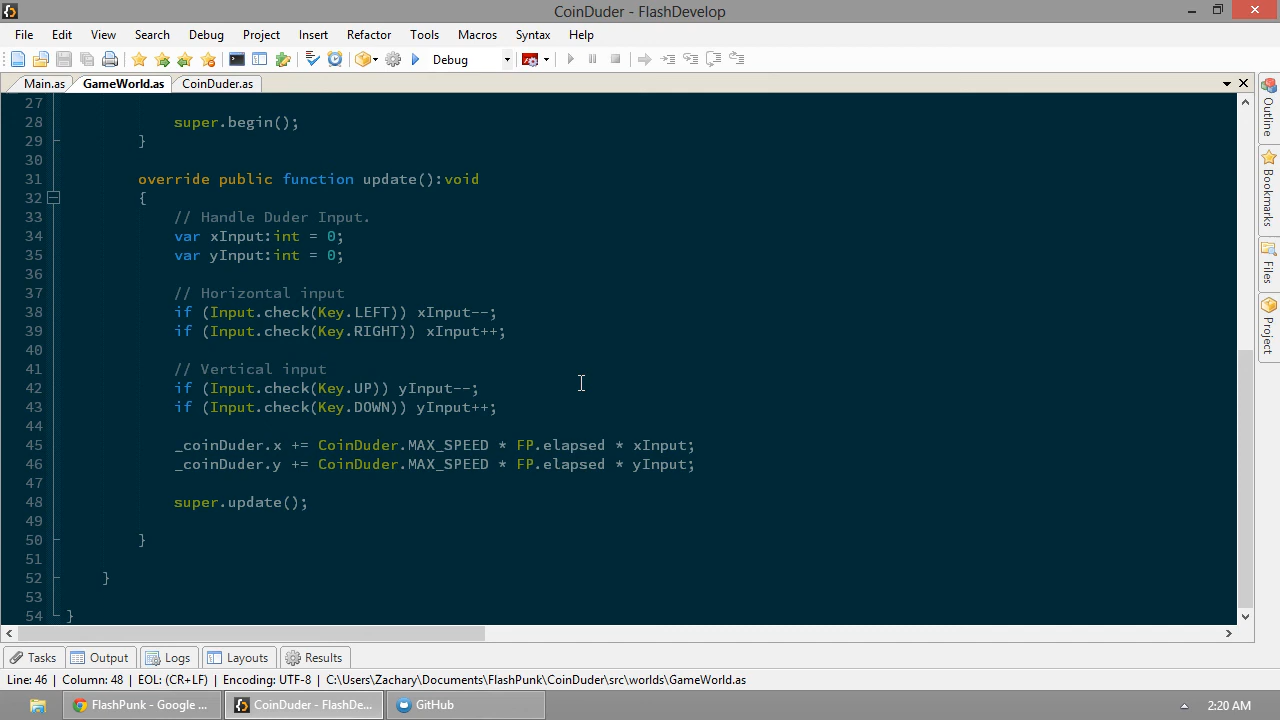 CoinDuder - FlashDevelop
File Edit View Search Debug Project Insert Refactor Tools Macros Syntax Help
Debug
Main.as GameWorld.as CoinDuder.as
27
28 super.begin();
29 }
30
31 override public function update():void
32 {
33 // Handle Duder Input.
34 var xInput:int = 0;
35 var yInput:int = 0;
36
37 // Horizontal input
38 if (Input.check(Key.LEFT)) xInput--;
39 if (Input.check(Key.RIGHT)) xInput++;
40
41 // Vertical input
42 if (Input.check(Key.UP)) yInput--;
43 if (Input.check(Key.DOWN)) yInput++;
44
45 _coinDuder.x += CoinDuder.MAX_SPEED * FP.elapsed * xInput;
46 _coinDuder.y += CoinDuder.MAX_SPEED * FP.elapsed * yInput;
47
48 super.update();
49
50 }
51
52 }
53
54 }
Outline
Bookmarks
Files
Project
Tasks Output Logs Layouts Results
Line: 46 | Column: 48 | EOL: (CR+LF) | Encoding: UTF-8 | C:\Users\Zachary\Documents\FlashPunk\CoinDuder\src\worlds\GameWorld.as
FlashPunk - Google ... CoinDuder - FlashDe... GitHub 2:20 AM